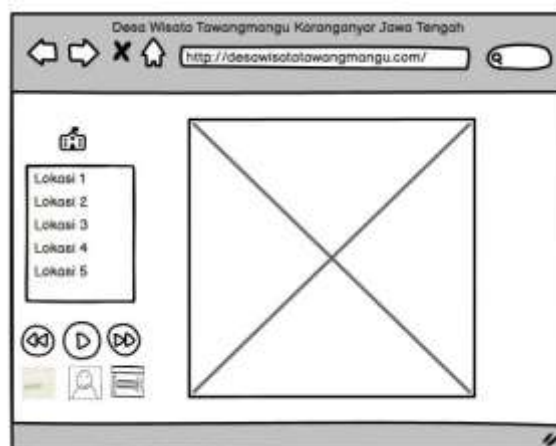 Desa Wisata Tawangmangu Karanganyar Jawa Tengah
http://desawisatatawangmangu.com/
Lokasi 1
Lokasi 2
Lokasi 3
Lokasi 4
Lokasi 5